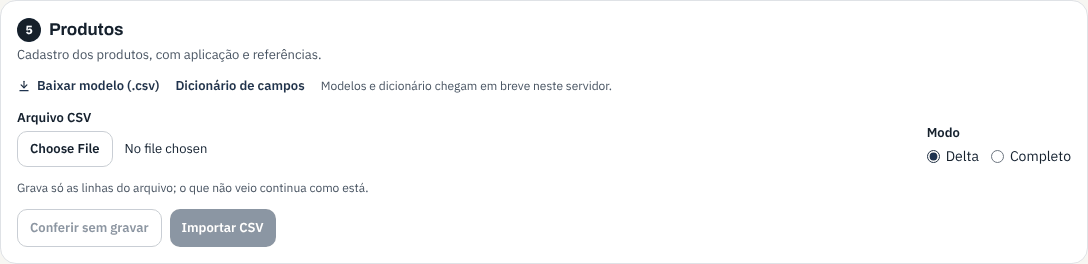 5 Produtos
Cadastro dos produtos, com aplicação e referências.
Baixar modelo (.csv) Dicionário de campos Modelos e dicionário chegam em breve neste servidor.
Arquivo CSV
Choose File No file chosen
Modo
Delta Completo
Grava só as linhas do arquivo; o que não veio continua como está.
Conferir sem gravar Importar CSV